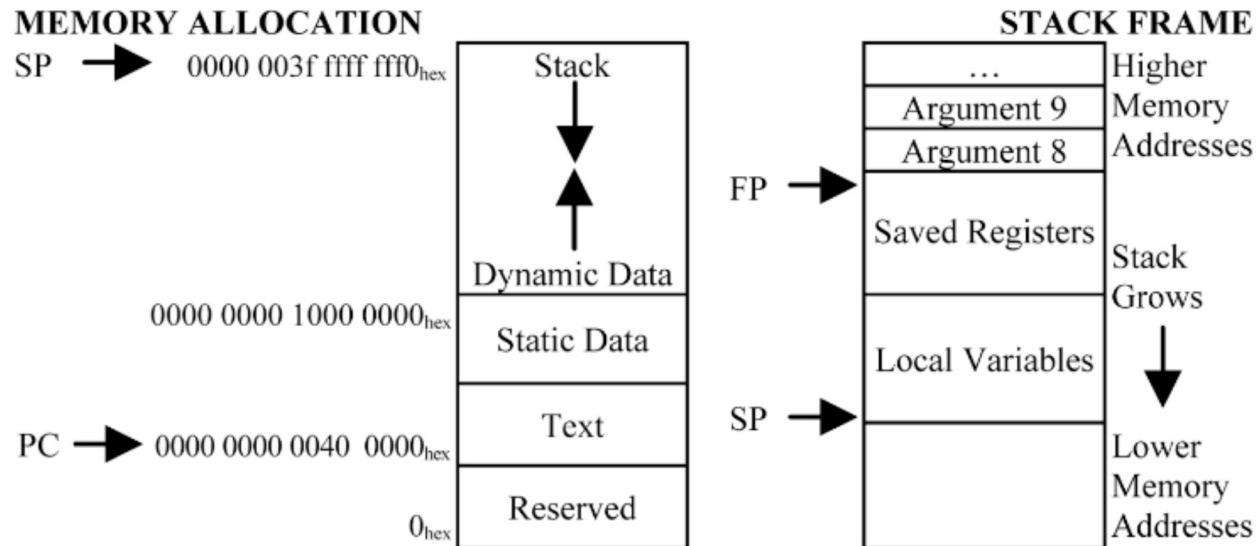 MEMORY ALLOCATION
SP 0000 003f ffff fff0hex
Stack
Dynamic Data
0000 0000 1000 0000hex
Static Data
PC 0000 0000 0040 0000hex
Text
Reserved
0hex
STACK FRAME
…
Argument 9
Argument 8
FP
Saved Registers
Local Variables
SP
Higher
Memory
Addresses
Stack
Grows
Lower
Memory
Addresses